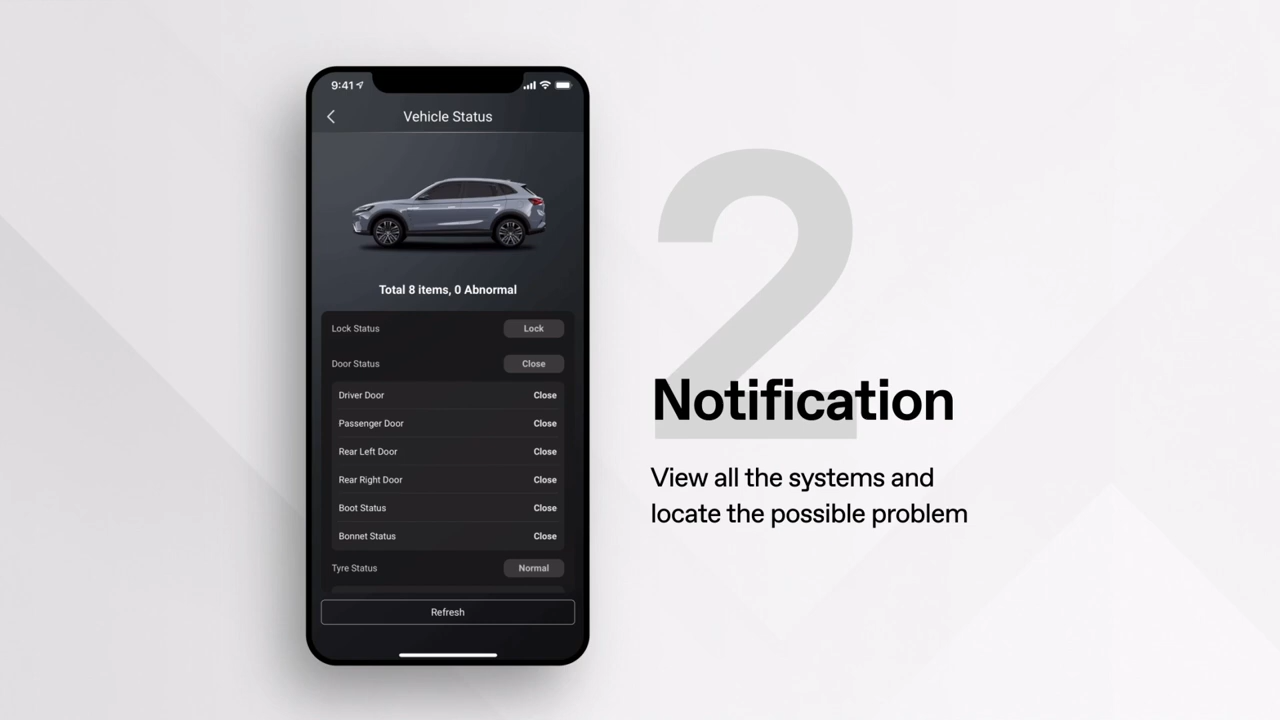 9:41
Vehicle Status
Total 8 items, 0 Abnormal
Lock Status Lock
Door Status Close
Driver Door Close
Passenger Door Close
Rear Left Door Close
Rear Right Door Close
Boot Status Close
Bonnet Status Close
Tyre Status Normal
Refresh
2
Notification
View all the systems and
locate the possible problem